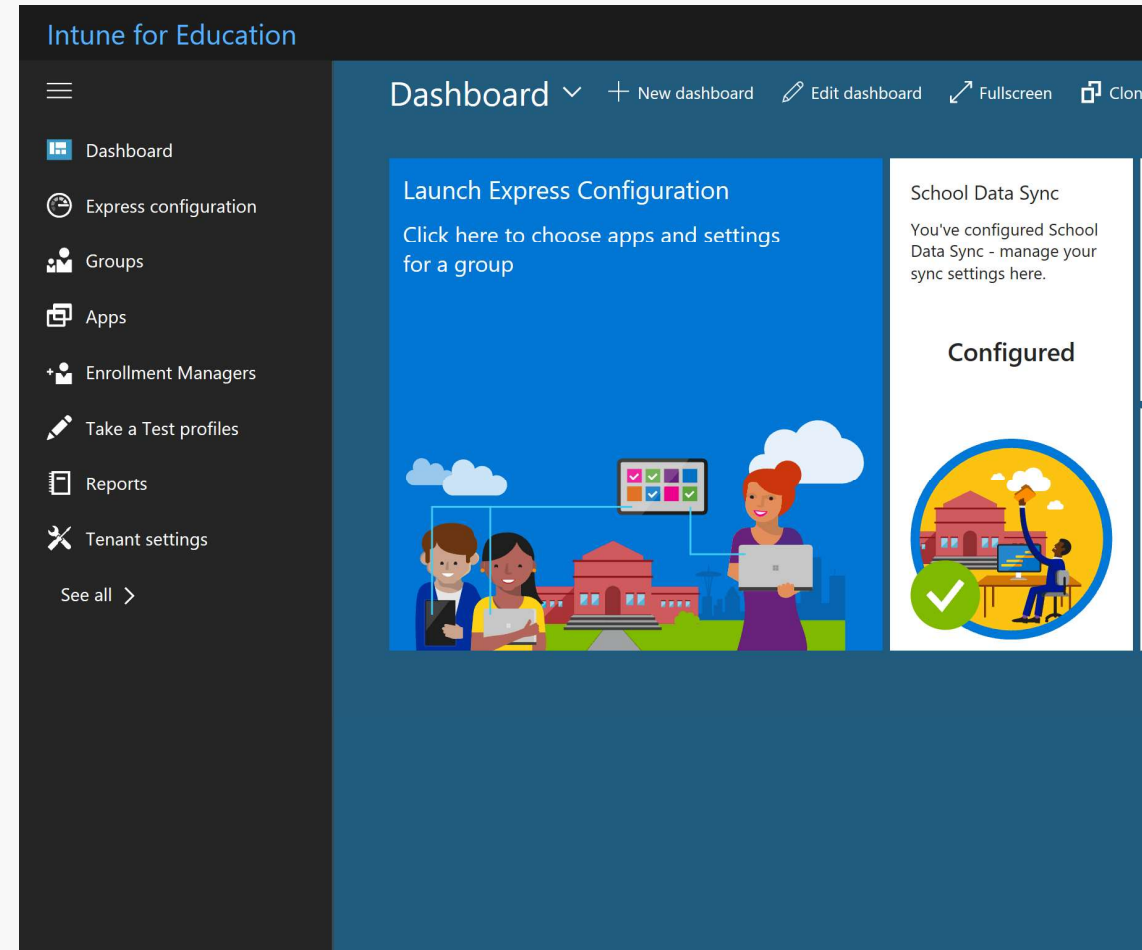 Intune for Education
Dashboard
New dashboard
Edit dashboard
Fullscreen
Clon
Dashboard
Express configuration
Groups
Apps
Enrollment Managers
Take a Test profiles
Reports
Tenant settings
See all
Launch Express Configuration
Click here to choose apps and settings
for a group
School Data Sync
You've configured School
Data Sync - manage your
sync settings here.
Configured